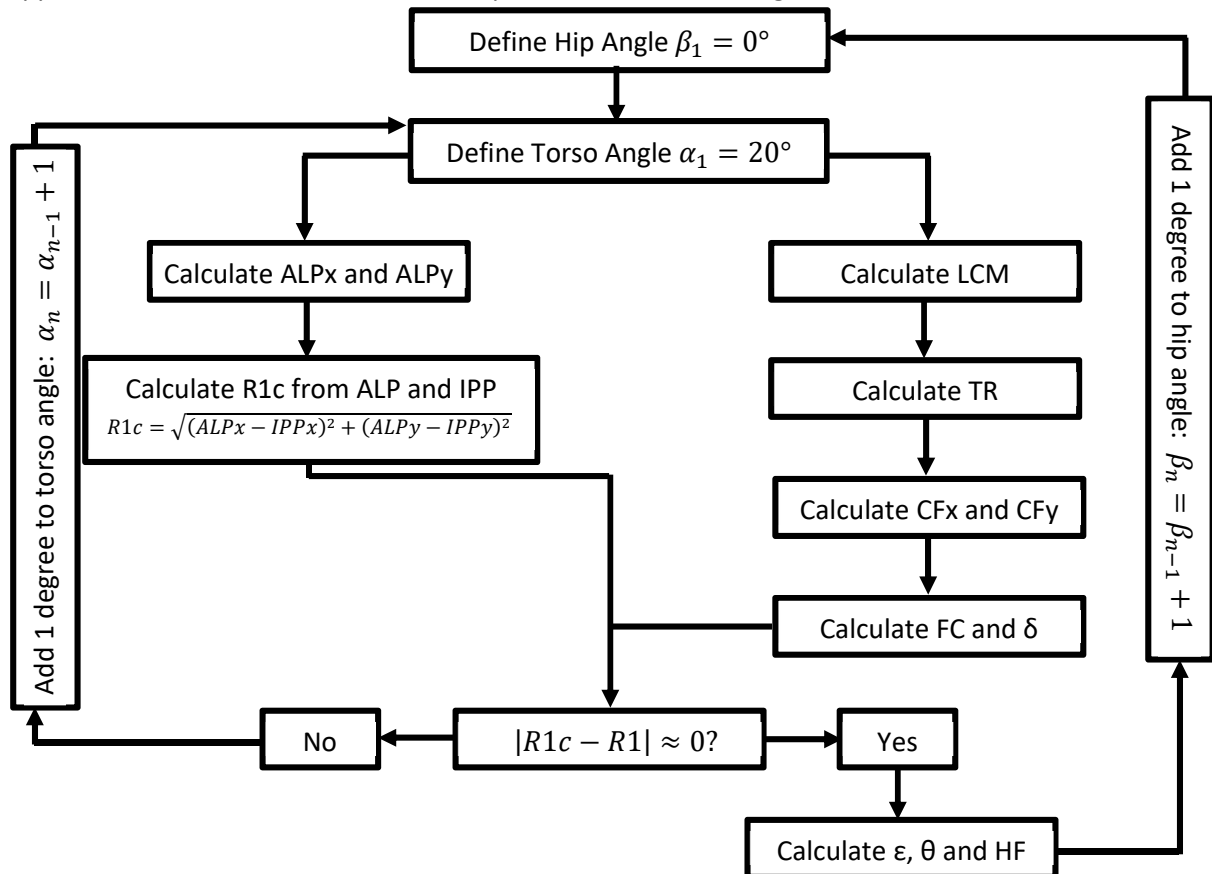 Define Hip Angle β₁ = 0°
Define Torso Angle α₁ = 20°
Calculate ALPx and ALPy
Calculate LCM
Calculate R1c from ALP and IPP
R1c = √((ALPx − IPPx)² + (ALPy − IPPy)²)
Calculate TR
Calculate CFx and CFy
Calculate FC and δ
|R1c − R1| ≈ 0?
No
Yes
Calculate ε, θ and HF
Add 1 degree to torso angle: αₙ = αₙ₋₁ + 1
Add 1 degree to hip angle: βₙ = βₙ₋₁ + 1